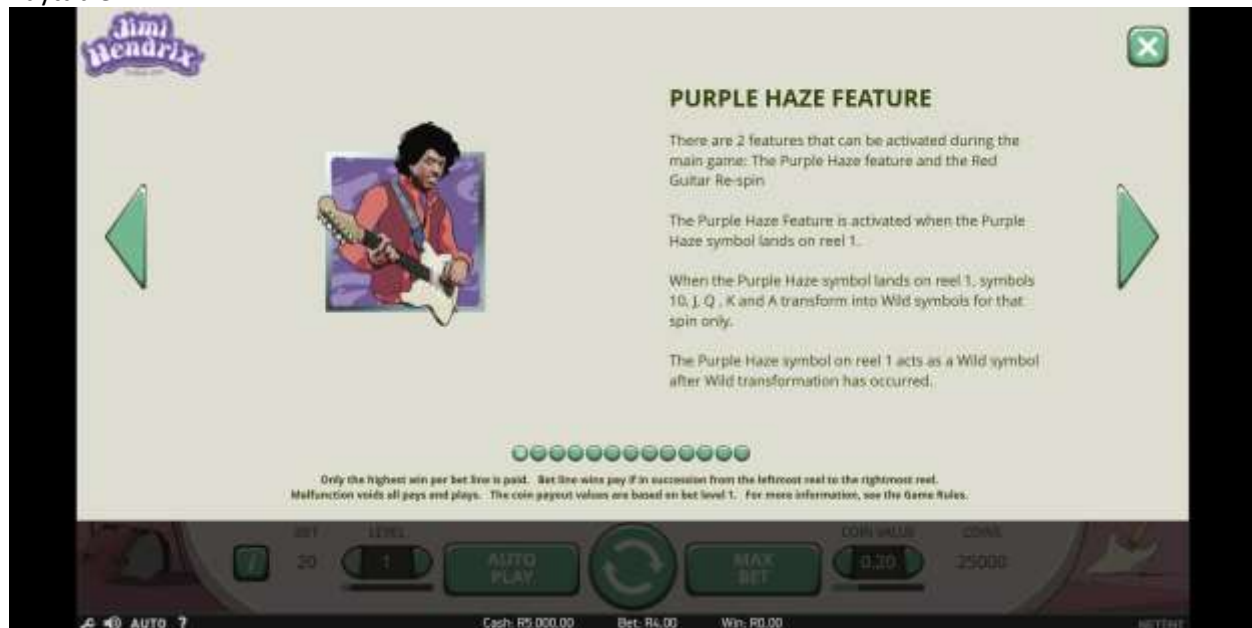 Jimi
Hendrix
PURPLE HAZE FEATURE
There are 2 features that can be activated during the
main game: The Purple Haze feature and the Red
Guitar Re-spin
The Purple Haze Feature is activated when the Purple
Haze symbol lands on reel 1.
When the Purple Haze symbol lands on reel 1, symbols
10, J, Q , K and A transform into Wild symbols for that
spin only.
The Purple Haze symbol on reel 1 acts as a Wild symbol
after Wild transformation has occurred.
Only the highest win per bet line is paid. Bet line wins pay if in succession from the leftmost reel to the rightmost reel.
Malfunction voids all pays and plays. The coin payout values are based on bet level 1. For more information, see the Game Rules.
BET LEVEL COIN VALUE COINS
i 20 1 AUTO PLAY MAX BET 0.20 25000
AUTO ? Cash: R5 000.00 Bet: R4.00 Win: R0.00 NETENT